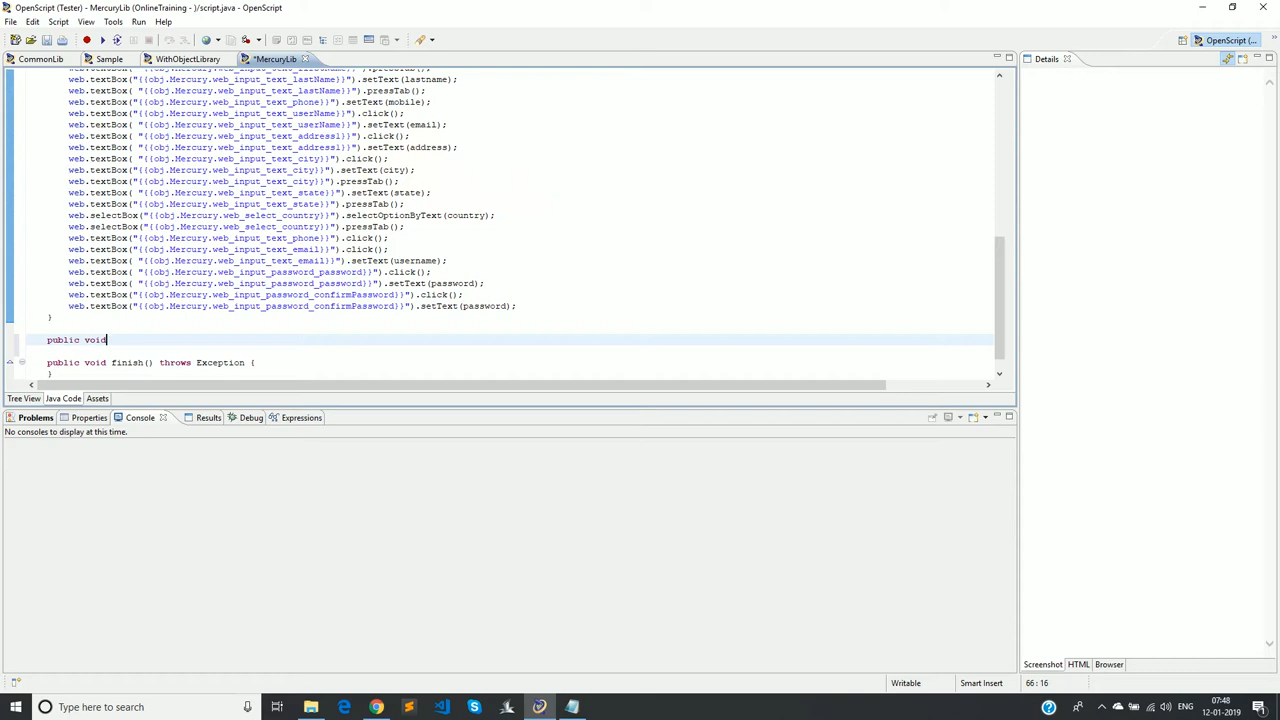 OpenScript (Tester) - MercuryLib (OnlineTraining - )/script.java - OpenScript
File Edit Script View Tools Run Help
OpenScript (...
CommonLib Sample WithObjectLibrary *MercuryLib
Details
web.textBox("{{obj.Mercury.web_input_text_lastName}}").setText(lastname);
web.textBox( "{{obj.Mercury.web_input_text_lastName}}").pressTab();
web.textBox("{{obj.Mercury.web_input_text_phone}}").setText(mobile);
web.textBox("{{obj.Mercury.web_input_text_userName}}").click();
web.textBox( "{{obj.Mercury.web_input_text_userName}}").setText(email);
web.textBox( "{{obj.Mercury.web_input_text_address1}}").click();
web.textBox( "{{obj.Mercury.web_input_text_address1}}").setText(address);
web.textBox( "{{obj.Mercury.web_input_text_city}}").click();
web.textBox( "{{obj.Mercury.web_input_text_city}}").setText(city);
web.textBox( "{{obj.Mercury.web_input_text_city}}").pressTab();
web.textBox( "{{obj.Mercury.web_input_text_state}}").setText(state);
web.textBox( "{{obj.Mercury.web_input_text_state}}").pressTab();
web.selectBox("{{obj.Mercury.web_select_country}}").selectOptionByText(country);
web.selectBox("{{obj.Mercury.web_select_country}}").pressTab();
web.textBox( "{{obj.Mercury.web_input_text_phone}}").click();
web.textBox( "{{obj.Mercury.web_input_text_email}}").click();
web.textBox( "{{obj.Mercury.web_input_text_email}}").setText(username);
web.textBox( "{{obj.Mercury.web_input_password_password}}").click();
web.textBox( "{{obj.Mercury.web_input_password_password}}").setText(password);
web.textBox("{{obj.Mercury.web_input_password_confirmPassword}}").click();
web.textBox("{{obj.Mercury.web_input_password_confirmPassword}}").setText(password);
}
public void
public void finish() throws Exception {
}
Tree View Java Code Assets
Problems Properties Console Results Debug Expressions
No consoles to display at this time.
Screenshot HTML Browser
Writable Smart Insert 66 : 16
Type here to search
ENG
07:48
12-01-2019